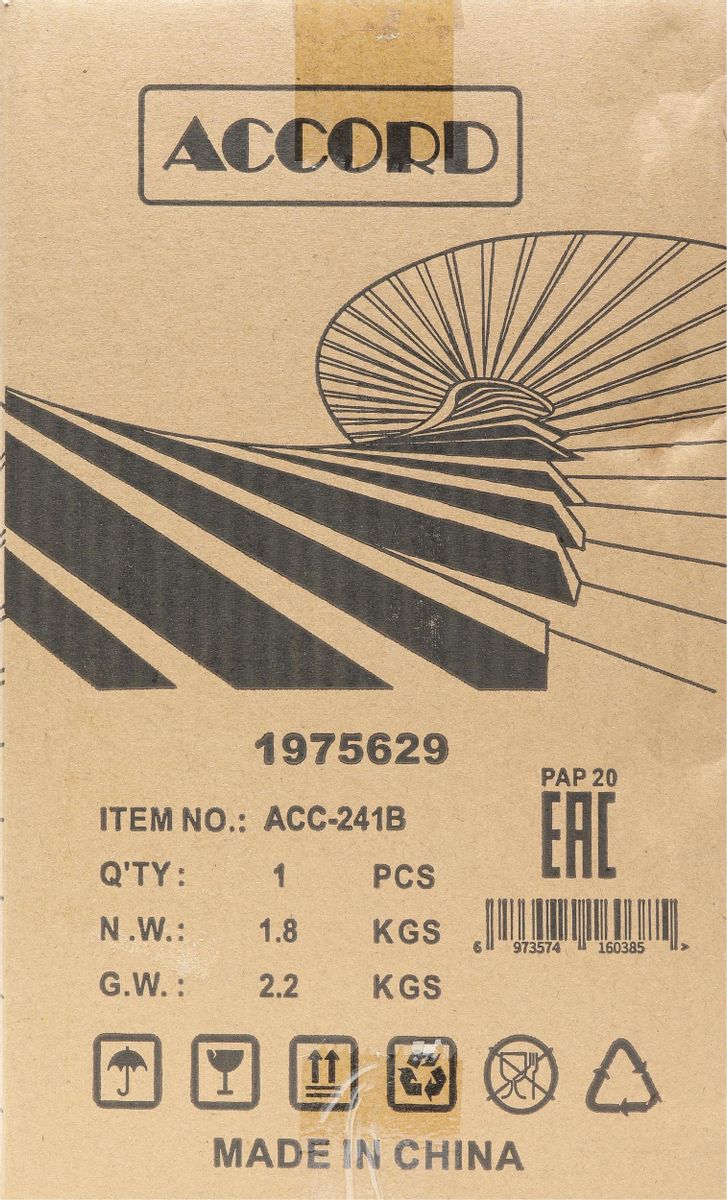 ACCORD
1975629
PAP 20
EAC
ITEM NO.: ACC-241B
Q'TY: 1 PCS
N.W.: 1.8 KGS
G.W.: 2.2 KGS
6 973574 160385 >
MADE IN CHINA